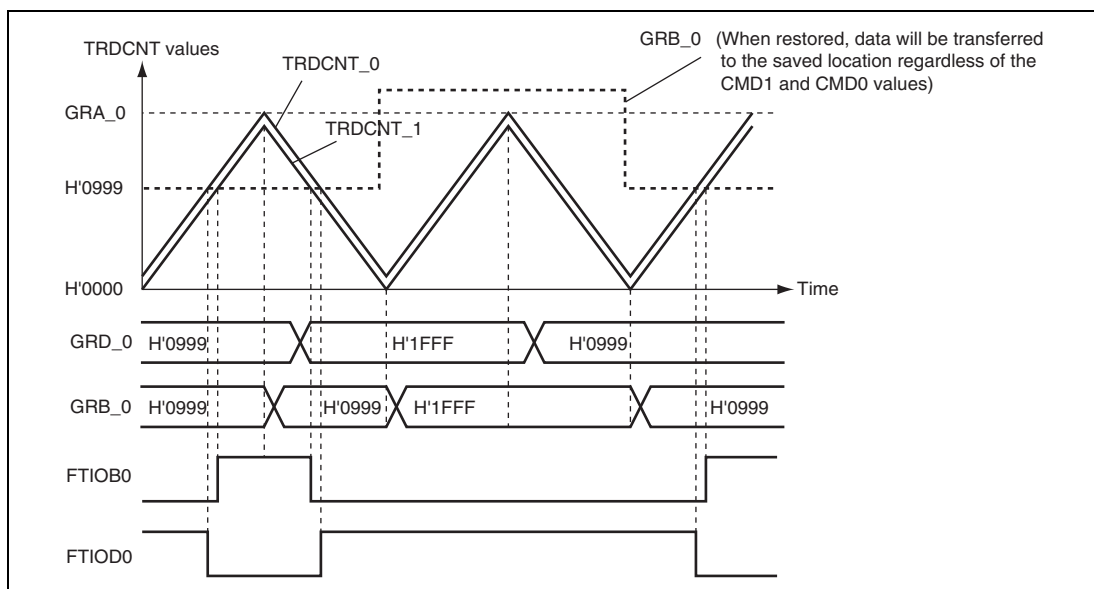 TRDCNT values
GRB_0 (When restored, data will be transferred
to the saved location regardless of the
CMD1 and CMD0 values)
TRDCNT_0
GRA_0
TRDCNT_1
H'0999
H'0000
Time
GRD_0 H'0999 H'1FFF H'0999
GRB_0 H'0999 H'0999 H'1FFF H'0999
FTIOB0
FTIOD0